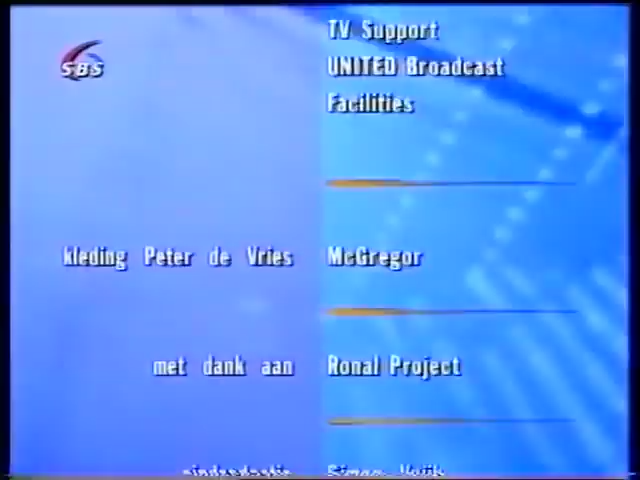 SBS
TV Support
UNITED Broadcast
Facilities
kleding Peter de Vries McGregor
met dank aan Ronal Project